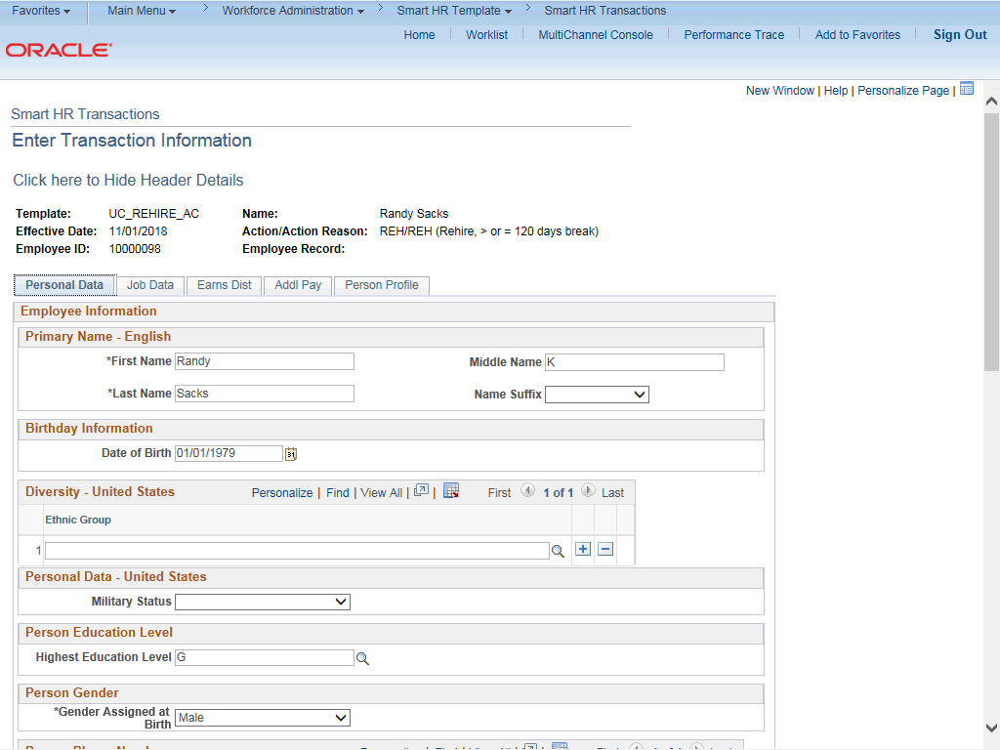 Favorites Main Menu > Workforce Administration > Smart HR Template > Smart HR Transactions
Home Worklist MultiChannel Console Performance Trace Add to Favorites Sign Out
ORACLE
New Window | Help | Personalize Page |
Smart HR Transactions
Enter Transaction Information
Click here to Hide Header Details
Template: UC_REHIRE_AC Name: Randy Sacks
Effective Date: 11/01/2018 Action/Action Reason: REH/REH (Rehire, > or = 120 days break)
Employee ID: 10000098 Employee Record:
Personal Data Job Data Earns Dist Addl Pay Person Profile
Employee Information
Primary Name - English
*First Name Randy Middle Name K
*Last Name Sacks Name Suffix
Birthday Information
Date of Birth 01/01/1979 31
Diversity - United States Personalize | Find | View All | | First 1 of 1 Last
Ethnic Group
1
Personal Data - United States
Military Status
Person Education Level
Highest Education Level G
Person Gender
*Gender Assigned at Birth Male